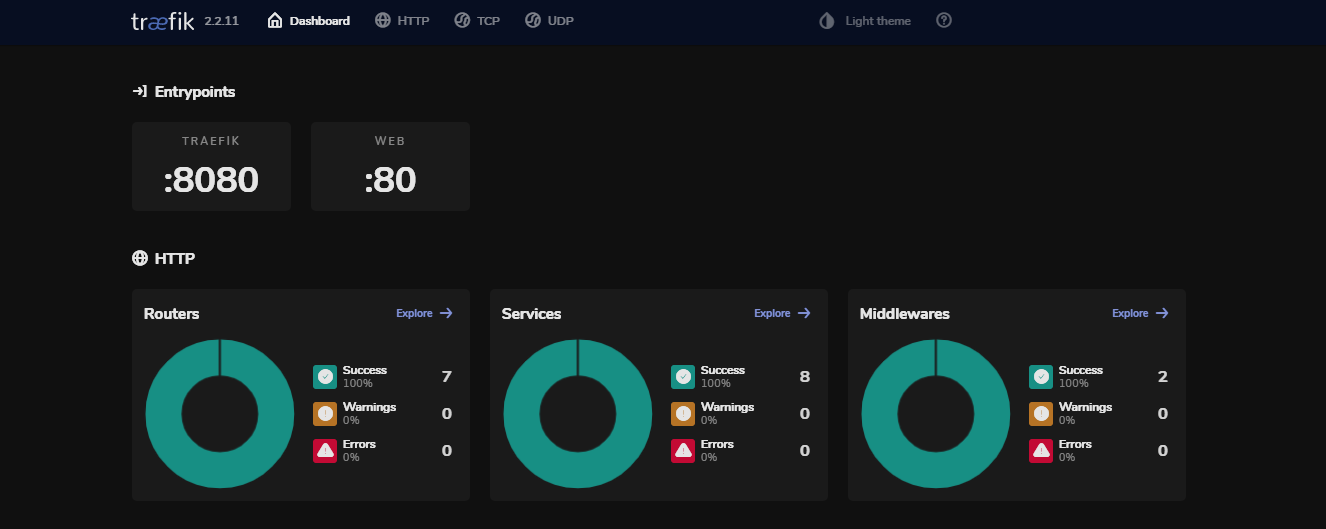 træfik 2.2.11 Dashboard HTTP TCP UDP Light theme
Entrypoints
TRAEFIK
:8080
WEB
:80
HTTP
Routers Explore
Success 7
100%
Warnings 0
0%
Errors 0
0%
Services Explore
Success 8
100%
Warnings 0
0%
Errors 0
0%
Middlewares Explore
Success 2
100%
Warnings 0
0%
Errors 0
0%